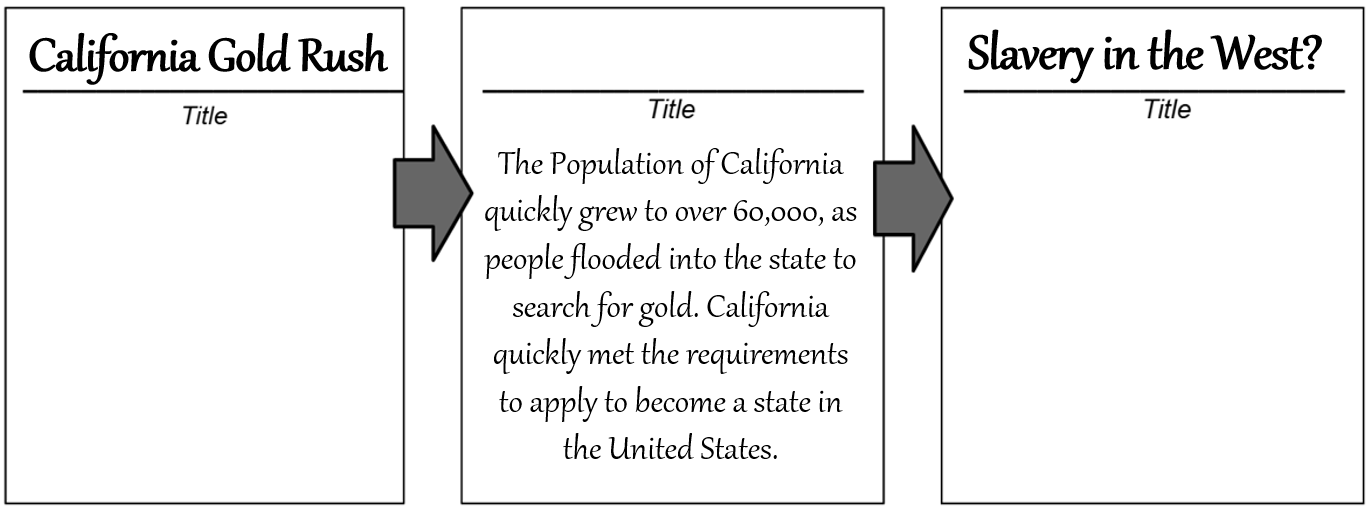 California Gold Rush
Title
Title
The Population of California
quickly grew to over 60,000, as
people flooded into the state to
search for gold. California
quickly met the requirements
to apply to become a state in
the United States.
Slavery in the West?
Title